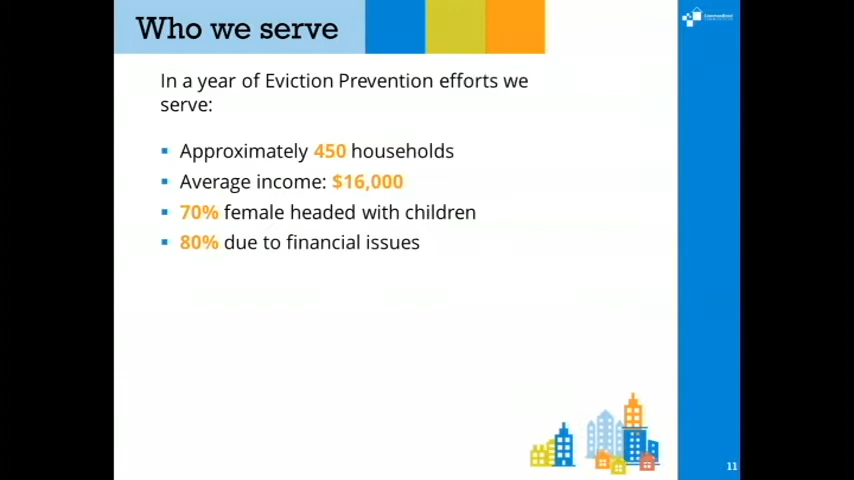 Who we serve
In a year of Eviction Prevention efforts we
serve:
▪ Approximately 450 households
▪ Average income: $16,000
▪ 70% female headed with children
▪ 80% due to financial issues
11